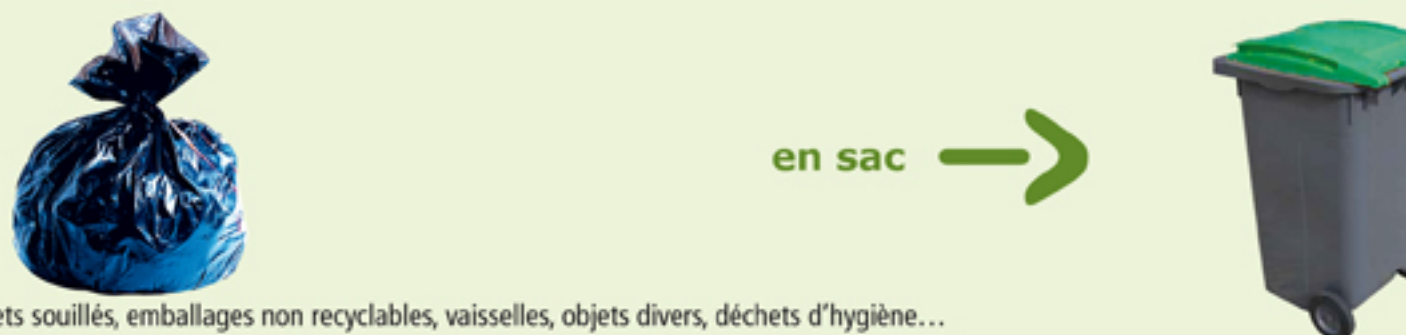 en sac
souillés, emballages non recyclables, vaisselles, objets divers, déchets d'hygiène...